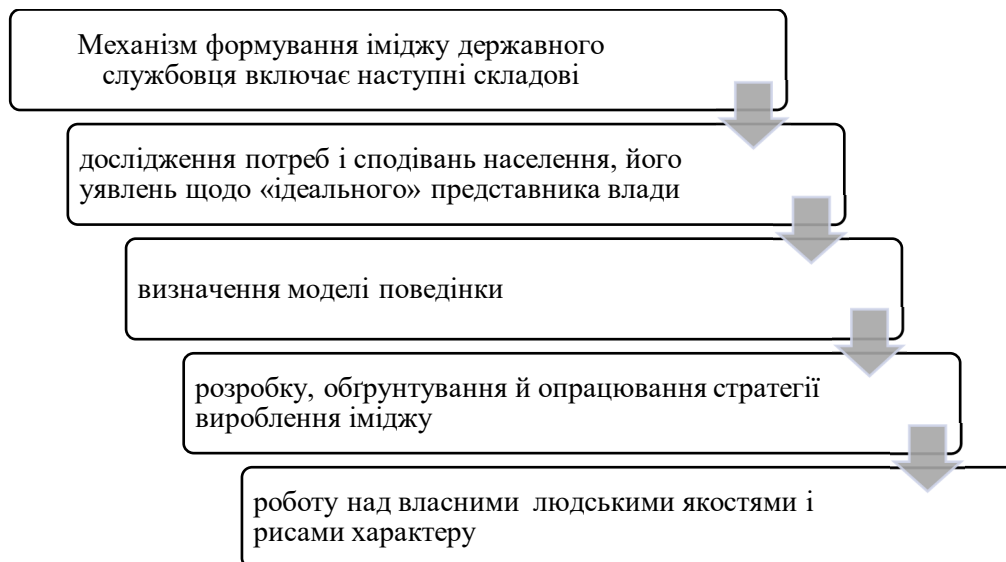 Механізм формування іміджу державного
службовця включає наступні складові
дослідження потреб і сподівань населення, його
уявлень щодо «ідеального» представника влади
визначення моделі поведінки
розробку, обґрунтування й опрацювання стратегії
вироблення іміджу
роботу над власними людськими якостями і
рисами характеру